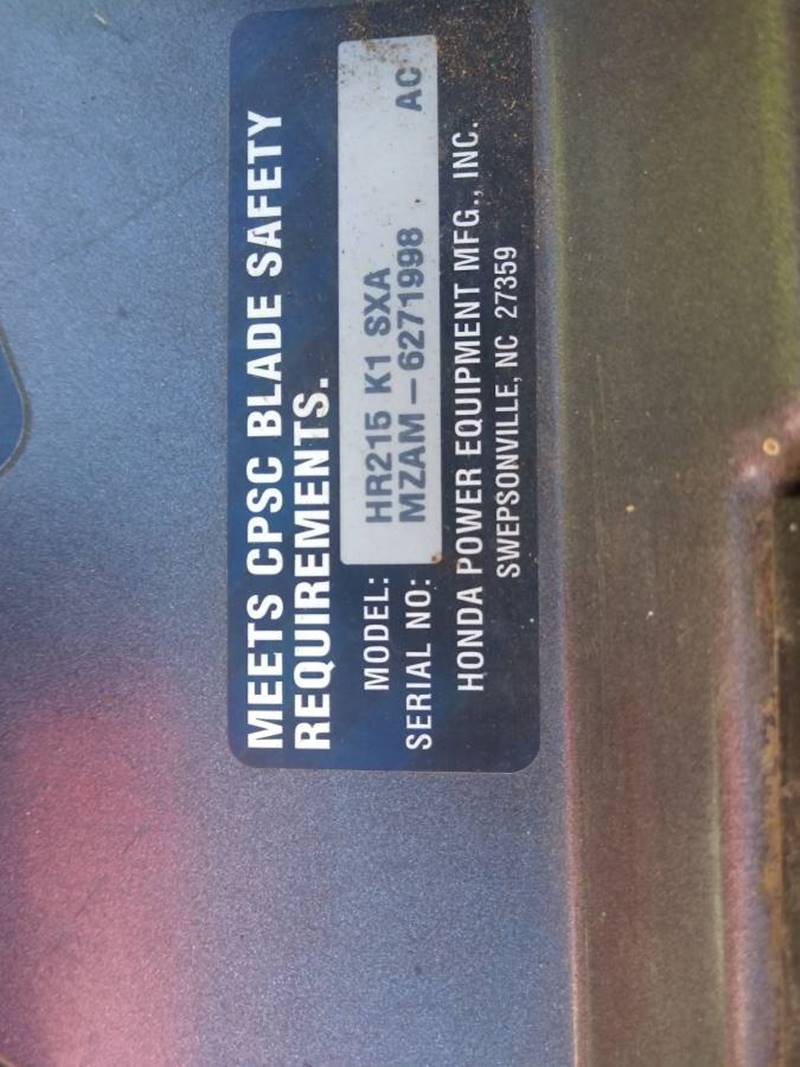 MEETS CPSC BLADE SAFETY
REQUIREMENTS.
MODEL: HR215 K1 SXA
SERIAL NO: MZAM-6271998 AC
HONDA POWER EQUIPMENT MFG., INC.
SWEPSONVILLE, NC 27359